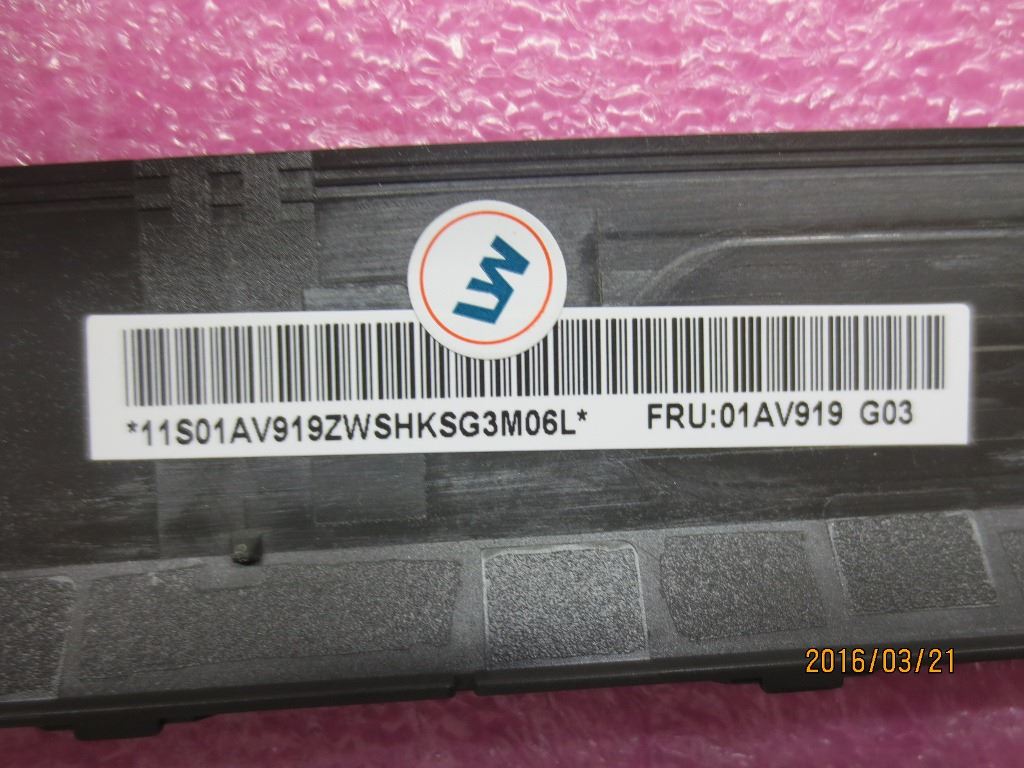 LW
*11S01AV919ZWSHKSG3M06L*
FRU:01AV919 G03
2016/03/21